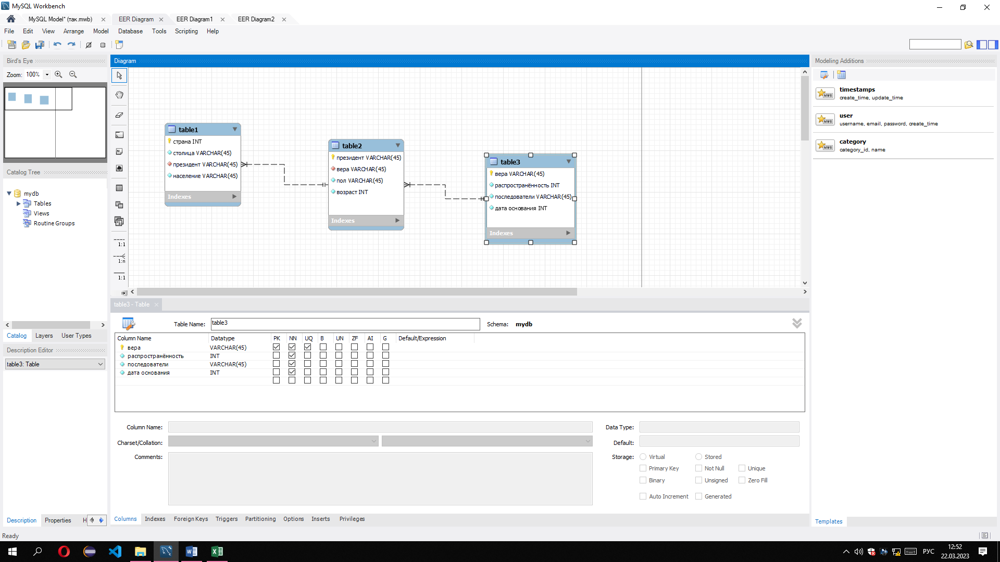 MySQL Workbench
MySQL Model* (так.mwb)
EER Diagram
EER Diagram1
EER Diagram2
File Edit View Arrange Model Database Tools Scripting Help
Bird's Eye
Zoom: 100%
Catalog Tree
mydb
Tables
Views
Routine Groups
Catalog Layers User Types
Description Editor
table3: Table
Description Properties H
Diagram
1:1
1:n
1:1
table1
страна INT
столица VARCHAR(45)
президент VARCHAR(45)
население VARCHAR(45)
Indexes
table2
президент VARCHAR(45)
вера VARCHAR(45)
пол VARCHAR(45)
возраст INT
Indexes
table3
вера VARCHAR(45)
распространённость INT
последователи VARCHAR(45)
дата основания INT
Indexes
table3 - Table
Table Name: table3 Schema: mydb
Column Name Datatype PK NN UQ B UN ZF AI G Default/Expression
вера VARCHAR(45)
распространённость INT
последователи VARCHAR(45)
дата основания INT
Column Name: Data Type:
Charset/Collation: Default:
Comments: Storage: Virtual Stored
Primary Key Not Null Unique
Binary Unsigned Zero Fill
Auto Increment Generated
Columns Indexes Foreign Keys Triggers Partitioning Options Inserts Privileges
Modeling Additions
timestamps
create_time, update_time
user
username, email, password, create_time
category
category_id, name
Templates
Ready
РУС
12:52
22.03.2023